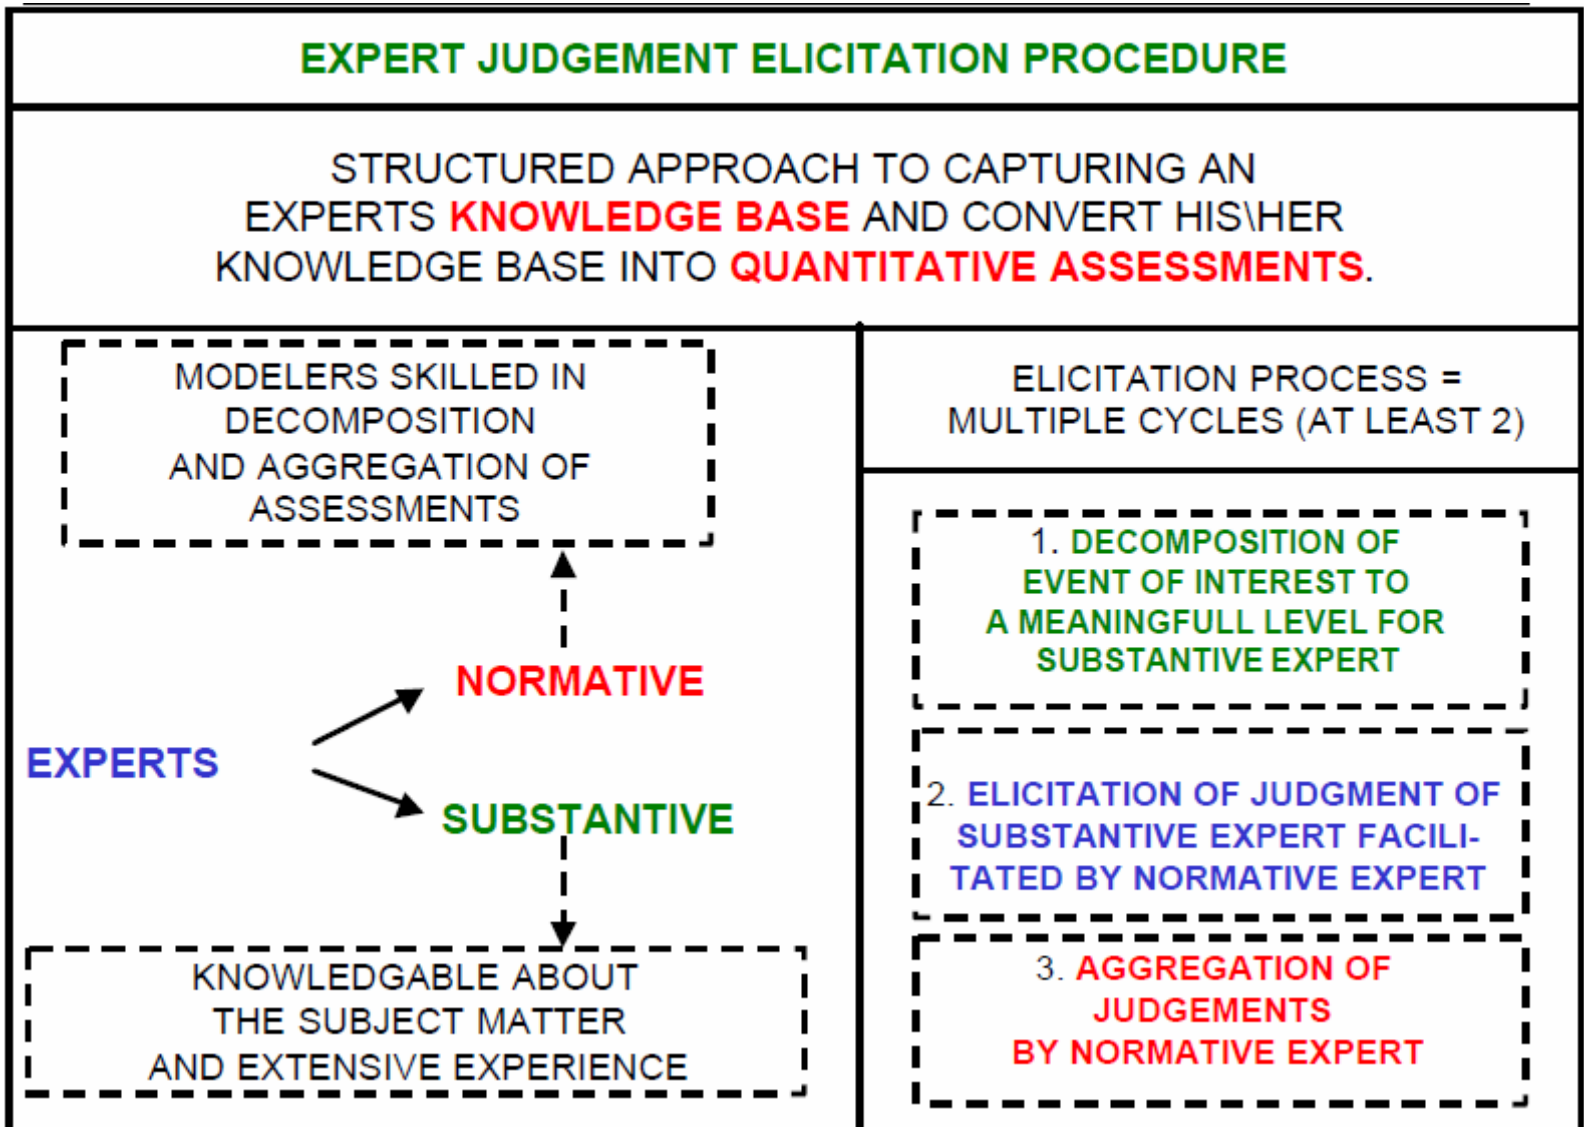 EXPERT JUDGEMENT ELICITATION PROCEDURE
STRUCTURED APPROACH TO CAPTURING AN
EXPERTS KNOWLEDGE BASE AND CONVERT HIS\HER
KNOWLEDGE BASE INTO QUANTITATIVE ASSESSMENTS.
MODELERS SKILLED IN
DECOMPOSITION
AND AGGREGATION OF
ASSESSMENTS
NORMATIVE
EXPERTS
SUBSTANTIVE
KNOWLEDGABLE ABOUT
THE SUBJECT MATTER
AND EXTENSIVE EXPERIENCE
ELICITATION PROCESS =
MULTIPLE CYCLES (AT LEAST 2)
1. DECOMPOSITION OF
EVENT OF INTEREST TO
A MEANINGFULL LEVEL FOR
SUBSTANTIVE EXPERT
2. ELICITATION OF JUDGMENT OF
SUBSTANTIVE EXPERT FACILI-
TATED BY NORMATIVE EXPERT
3. AGGREGATION OF
JUDGEMENTS
BY NORMATIVE EXPERT